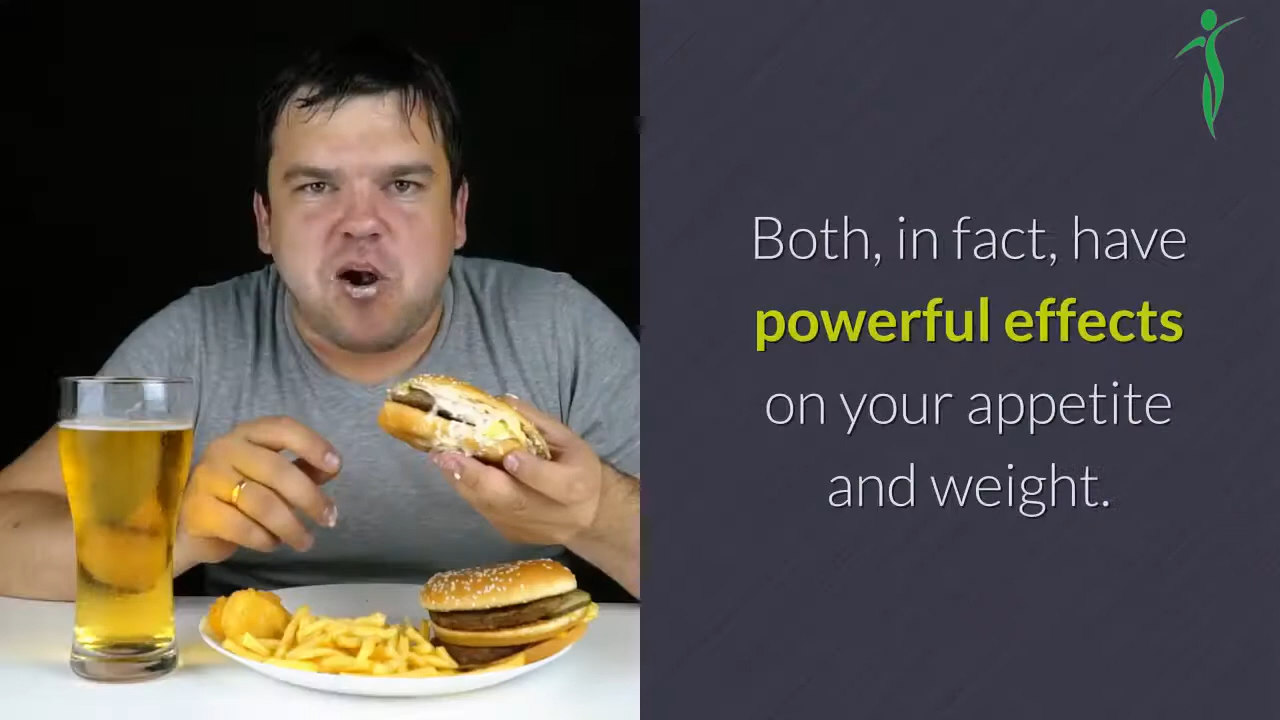 Both, in fact, have
powerful effects
on your appetite
and weight.